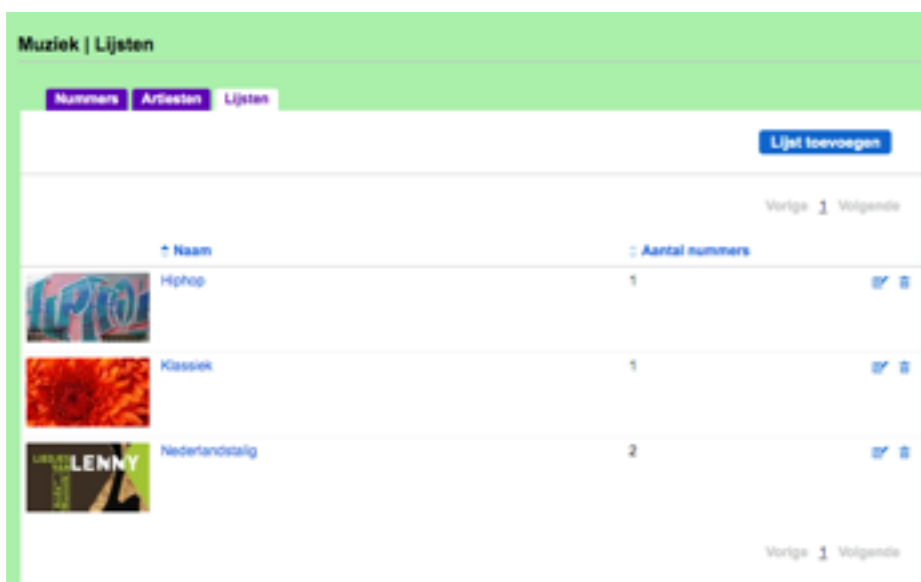 Muziek | Lijsten
Nummers Artiesten Lijsten
Lijst toevoegen
Vorige 1 Volgende
Naam Aantal nummers
Hiphop 1
Klassiek 1
LENNY
Nederlandstalig 2
Vorige 1 Volgende